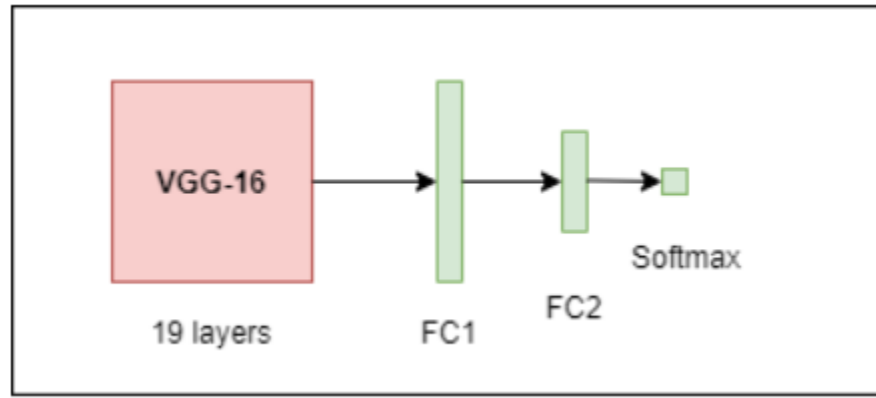 VGG-16
19 layers
FC1
FC2
Softmax